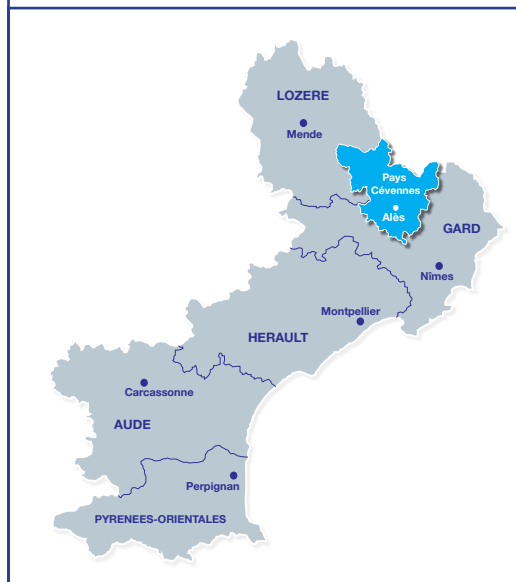 LOZERE
Mende
Pays
Cévennes
Alès
GARD
Nîmes
Montpellier
HERAULT
Carcassonne
AUDE
Perpignan
PYRENEES-ORIENTALES